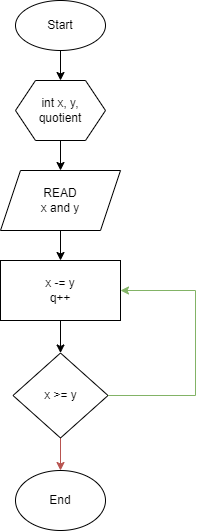 Start
int x, y,
quotient
READ
x and y
x -= y
q++
x >= y
End